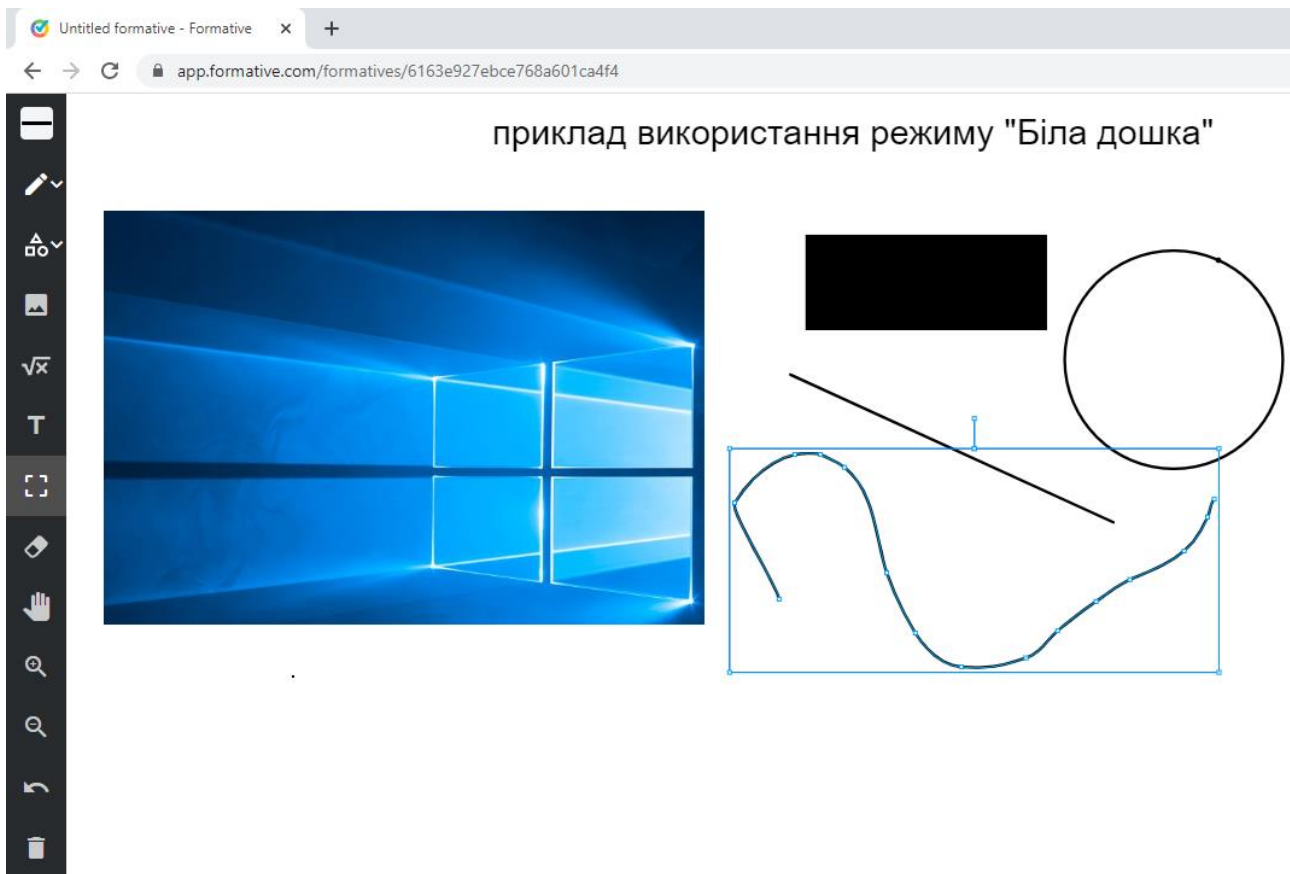 Untitled formative - Formative
app.formative.com/formatives/6163e927ebce768a601ca4f4
приклад використання режиму "Біла дошка"
√x
T